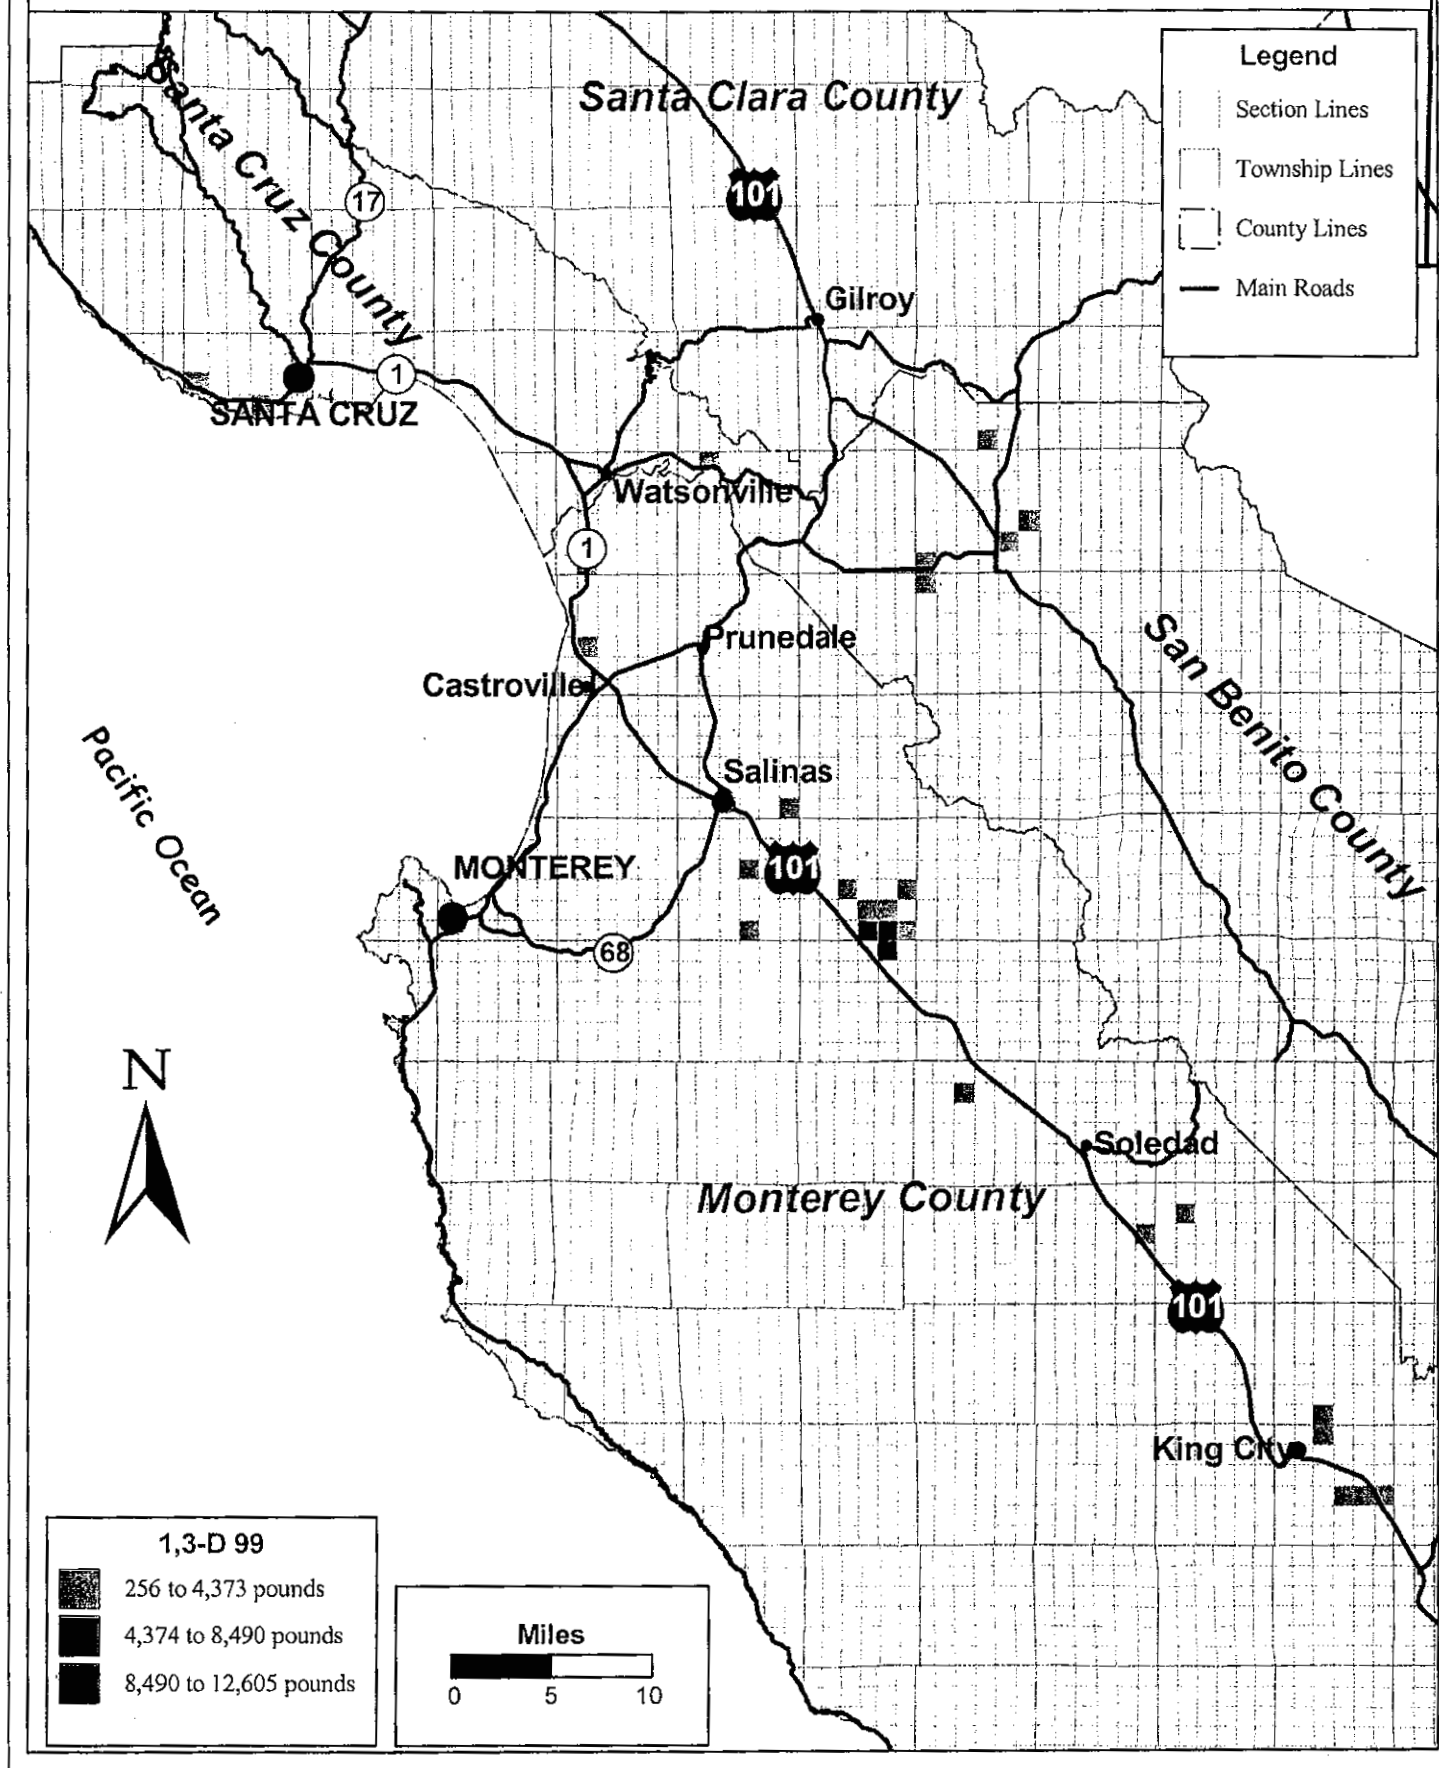 Legend
Section Lines
Township Lines
County Lines
Main Roads
Santa Clara County
Santa Cruz County
17
101
Gilroy
1
SANTA CRUZ
Watsonville
1
Prunedale
Castroville
San Benito County
Pacific Ocean
Salinas
MONTEREY
101
68
N
Soledad
Monterey County
101
King City
1,3-D 99
256 to 4,373 pounds
4,374 to 8,490 pounds
8,490 to 12,605 pounds
Miles
0 5 10